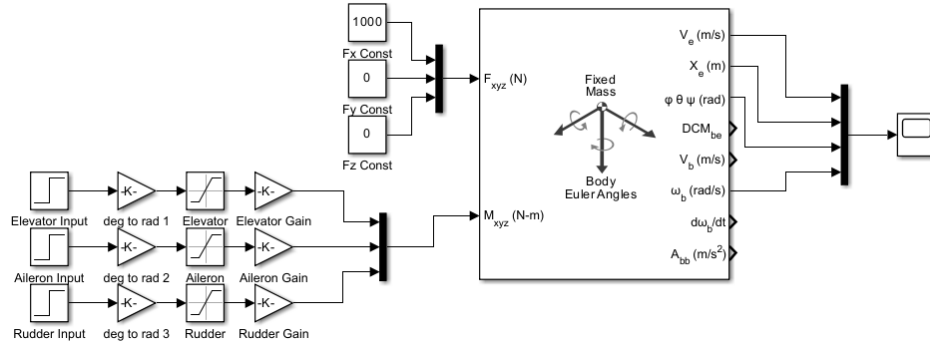 1000
Fx Const
0
Fy Const
0
Fz Const
F_xyz (N)
M_xyz (N-m)
Fixed
Mass
Body
Euler Angles
V_e (m/s)
X_e (m)
φ θ ψ (rad)
DCM_be
V_b (m/s)
ω_b (rad/s)
dω_b/dt
A_bb (m/s²)
-K-
-K-
Elevator Input
deg to rad 1
Elevator
Elevator Gain
-K-
-K-
Aileron Input
deg to rad 2
Aileron
Aileron Gain
-K-
-K-
Rudder Input
deg to rad 3
Rudder
Rudder Gain